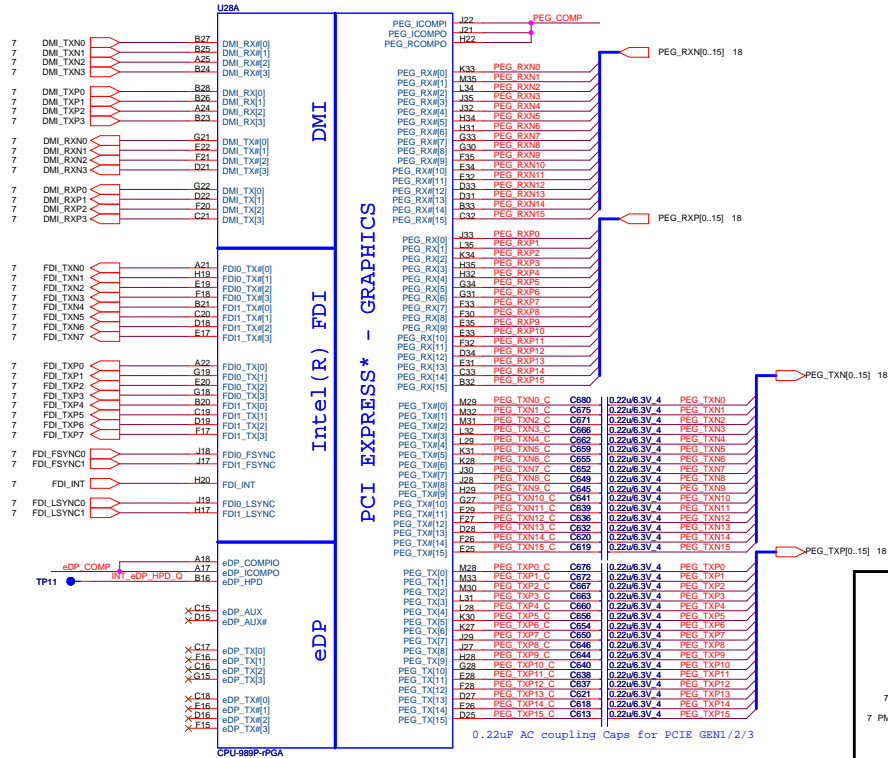 U28A
7 DMI_TXN0 B27 DMI_RX#[0]
7 DMI_TXN1 B25 DMI_RX#[1]
7 DMI_TXN2 A25 DMI_RX#[2]
7 DMI_TXN3 B24 DMI_RX#[3]
7 DMI_TXP0 B28 DMI_RX[0]
7 DMI_TXP1 B26 DMI_RX[1]
7 DMI_TXP2 A24 DMI_RX[2]
7 DMI_TXP3 B23 DMI_RX[3]
7 DMI_RXN0 G21 DMI_TX#[0]
7 DMI_RXN1 E22 DMI_TX#[1]
7 DMI_RXN2 F21 DMI_TX#[2]
7 DMI_RXN3 D21 DMI_TX#[3]
7 DMI_RXP0 G22 DMI_TX[0]
7 DMI_RXP1 D22 DMI_TX[1]
7 DMI_RXP2 F20 DMI_TX[2]
7 DMI_RXP3 C21 DMI_TX[3]
DMI
7 FDI_TXN0 A21 FDI0_TX#[0]
7 FDI_TXN1 H19 FDI0_TX#[1]
7 FDI_TXN2 E19 FDI0_TX#[2]
7 FDI_TXN3 F18 FDI0_TX#[3]
7 FDI_TXN4 B21 FDI1_TX#[0]
7 FDI_TXN5 C20 FDI1_TX#[1]
7 FDI_TXN6 D18 FDI1_TX#[2]
7 FDI_TXN7 E17 FDI1_TX#[3]
7 FDI_TXP0 A22 FDI0_TX[0]
7 FDI_TXP1 G19 FDI0_TX[1]
7 FDI_TXP2 E20 FDI0_TX[2]
7 FDI_TXP3 G18 FDI0_TX[3]
7 FDI_TXP4 B20 FDI1_TX[0]
7 FDI_TXP5 C19 FDI1_TX[1]
7 FDI_TXP6 D19 FDI1_TX[2]
7 FDI_TXP7 F17 FDI1_TX[3]
7 FDI_FSYNC0 J18 FDI0_FSYNC
7 FDI_FSYNC1 J17 FDI1_FSYNC
7 FDI_INT H20 FDI_INT
7 FDI_LSYNC0 J19 FDI0_LSYNC
7 FDI_LSYNC1 H17 FDI1_LSYNC
Intel(R) FDI
A18 eDP_COMPIO
eDP_COMP A17 eDP_ICOMPO
TP11 INT_eDP_HPD_Q B16 eDP_HPD
C15 eDP_AUX
D15 eDP_AUX#
C17 eDP_TX[0]
F16 eDP_TX[1]
C16 eDP_TX[2]
G15 eDP_TX[3]
C18 eDP_TX#[0]
E16 eDP_TX#[1]
D16 eDP_TX#[2]
F15 eDP_TX#[3]
eDP
CPU-989P-rPGA
PCI EXPRESS* - GRAPHICS
PEG_ICOMPI J22 PEG_COMP
PEG_ICOMPO J21
PEG_RCOMPO H22
PEG_RX#[0] K33 PEG_RXN0
PEG_RX#[1] M35 PEG_RXN1
PEG_RX#[2] L34 PEG_RXN2
PEG_RX#[3] J35 PEG_RXN3
PEG_RX#[4] J32 PEG_RXN4
PEG_RX#[5] H34 PEG_RXN5
PEG_RX#[6] H31 PEG_RXN6
PEG_RX#[7] G33 PEG_RXN7
PEG_RX#[8] G30 PEG_RXN8
PEG_RX#[9] F35 PEG_RXN9
PEG_RX#[10] E34 PEG_RXN10
PEG_RX#[11] E32 PEG_RXN11
PEG_RX#[12] D33 PEG_RXN12
PEG_RX#[13] D31 PEG_RXN13
PEG_RX#[14] B33 PEG_RXN14
PEG_RX#[15] C32 PEG_RXN15
PEG_RXN[0..15] 18
PEG_RX[0] J33 PEG_RXP0
PEG_RX[1] L35 PEG_RXP1
PEG_RX[2] K34 PEG_RXP2
PEG_RX[3] H35 PEG_RXP3
PEG_RX[4] H32 PEG_RXP4
PEG_RX[5] G34 PEG_RXP5
PEG_RX[6] G31 PEG_RXP6
PEG_RX[7] F33 PEG_RXP7
PEG_RX[8] F30 PEG_RXP8
PEG_RX[9] E35 PEG_RXP9
PEG_RX[10] E33 PEG_RXP10
PEG_RX[11] F32 PEG_RXP11
PEG_RX[12] D34 PEG_RXP12
PEG_RX[13] E31 PEG_RXP13
PEG_RX[14] C33 PEG_RXP14
PEG_RX[15] B32 PEG_RXP15
PEG_RXP[0..15] 18
PEG_TX#[0] M29 PEG_TXN0_C C680 0.22u/6.3V_4 PEG_TXN0
PEG_TX#[1] M32 PEG_TXN1_C C675 0.22u/6.3V_4 PEG_TXN1
PEG_TX#[2] M31 PEG_TXN2_C C671 0.22u/6.3V_4 PEG_TXN2
PEG_TX#[3] L32 PEG_TXN3_C C666 0.22u/6.3V_4 PEG_TXN3
PEG_TX#[4] L29 PEG_TXN4_C C662 0.22u/6.3V_4 PEG_TXN4
PEG_TX#[5] K31 PEG_TXN5_C C659 0.22u/6.3V_4 PEG_TXN5
PEG_TX#[6] K28 PEG_TXN6_C C655 0.22u/6.3V_4 PEG_TXN6
PEG_TX#[7] J30 PEG_TXN7_C C652 0.22u/6.3V_4 PEG_TXN7
PEG_TX#[8] J28 PEG_TXN8_C C649 0.22u/6.3V_4 PEG_TXN8
PEG_TX#[9] H29 PEG_TXN9_C C645 0.22u/6.3V_4 PEG_TXN9
PEG_TX#[10] G27 PEG_TXN10_C C641 0.22u/6.3V_4 PEG_TXN10
PEG_TX#[11] E29 PEG_TXN11_C C639 0.22u/6.3V_4 PEG_TXN11
PEG_TX#[12] F27 PEG_TXN12_C C636 0.22u/6.3V_4 PEG_TXN12
PEG_TX#[13] D28 PEG_TXN13_C C632 0.22u/6.3V_4 PEG_TXN13
PEG_TX#[14] F26 PEG_TXN14_C C620 0.22u/6.3V_4 PEG_TXN14
PEG_TX#[15] E25 PEG_TXN15_C C619 0.22u/6.3V_4 PEG_TXN15
PEG_TXN[0..15] 18
PEG_TX[0] M28 PEG_TXP0_C C676 0.22u/6.3V_4 PEG_TXP0
PEG_TX[1] M33 PEG_TXP1_C C672 0.22u/6.3V_4 PEG_TXP1
PEG_TX[2] M30 PEG_TXP2_C C667 0.22u/6.3V_4 PEG_TXP2
PEG_TX[3] L31 PEG_TXP3_C C663 0.22u/6.3V_4 PEG_TXP3
PEG_TX[4] L28 PEG_TXP4_C C660 0.22u/6.3V_4 PEG_TXP4
PEG_TX[5] K30 PEG_TXP5_C C656 0.22u/6.3V_4 PEG_TXP5
PEG_TX[6] K27 PEG_TXP6_C C654 0.22u/6.3V_4 PEG_TXP6
PEG_TX[7] J29 PEG_TXP7_C C650 0.22u/6.3V_4 PEG_TXP7
PEG_TX[8] J27 PEG_TXP8_C C646 0.22u/6.3V_4 PEG_TXP8
PEG_TX[9] H28 PEG_TXP9_C C644 0.22u/6.3V_4 PEG_TXP9
PEG_TX[10] G28 PEG_TXP10_C C640 0.22u/6.3V_4 PEG_TXP10
PEG_TX[11] E28 PEG_TXP11_C C638 0.22u/6.3V_4 PEG_TXP11
PEG_TX[12] F28 PEG_TXP12_C C637 0.22u/6.3V_4 PEG_TXP12
PEG_TX[13] D27 PEG_TXP13_C C621 0.22u/6.3V_4 PEG_TXP13
PEG_TX[14] E26 PEG_TXP14_C C618 0.22u/6.3V_4 PEG_TXP14
PEG_TX[15] D25 PEG_TXP15_C C613 0.22u/6.3V_4 PEG_TXP15
PEG_TXP[0..15] 18
0.22uF AC coupling Caps for PCIE GEN1/2/3
7
7 PM